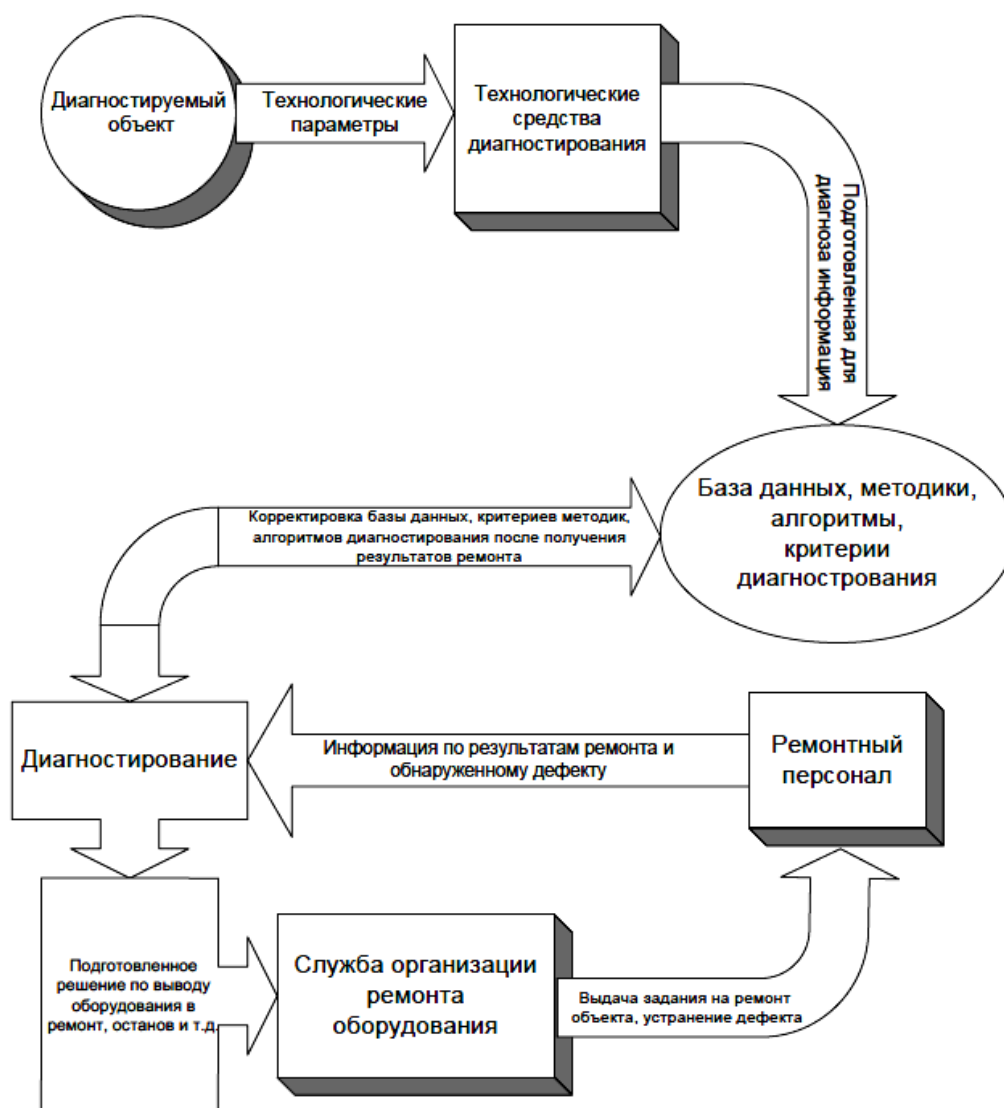 Диагностируемый
объект
Технологические
параметры
Технологические
средства
диагностирования
Подготовленная для
диагноза информация
База данных, методики,
алгоритмы,
критерии
диагнострования
Корректировка базы данных, критериев методик,
алгоритмов диагностирования после получения
результатов ремонта
Диагностирование
Информация по результатам ремонта и
обнаруженному дефекту
Ремонтный
персонал
Подготовленное
решение по выводу
оборудования в
ремонт, останов и т.д.
Служба организации
ремонта
оборудования
Выдача задания на ремонт
объекта, устранение дефекта